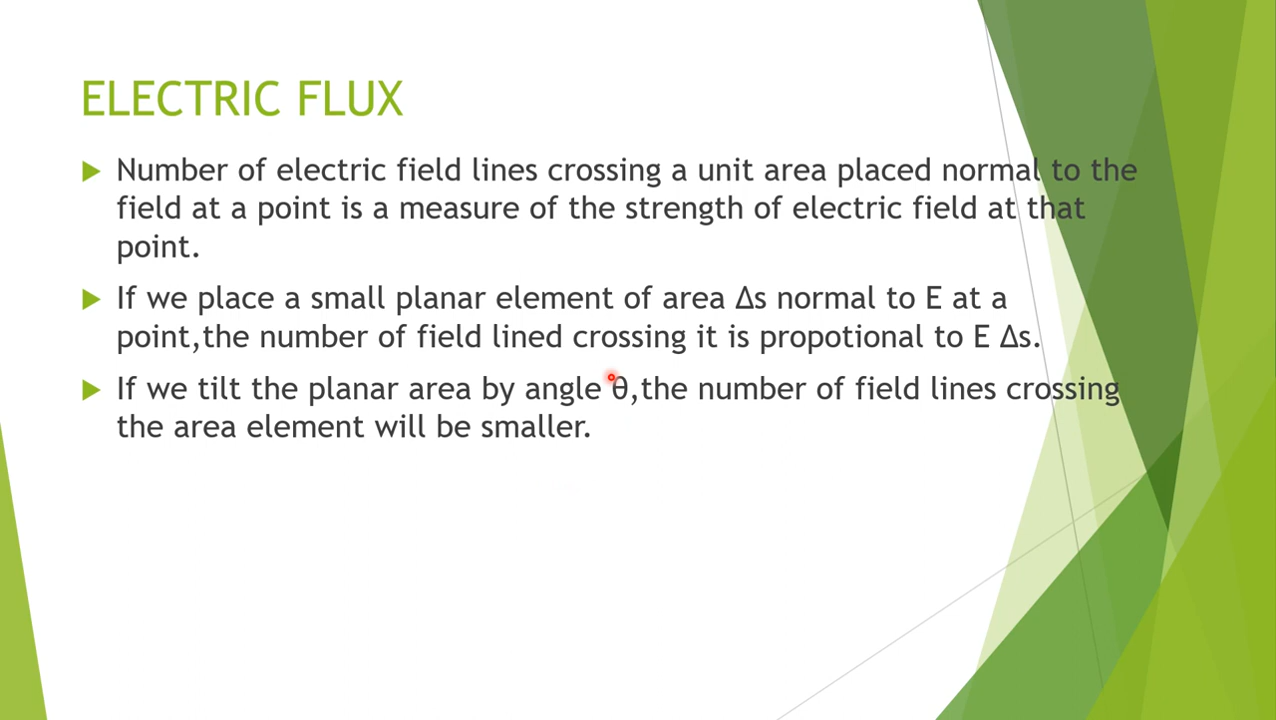 ELECTRIC FLUX
Number of electric field lines crossing a unit area placed normal to the
field at a point is a measure of the strength of electric field at that
point.
If we place a small planar element of area Δs normal to E at a
point,the number of field lined crossing it is propotional to E Δs.
If we tilt the planar area by angle θ,the number of field lines crossing
the area element will be smaller.